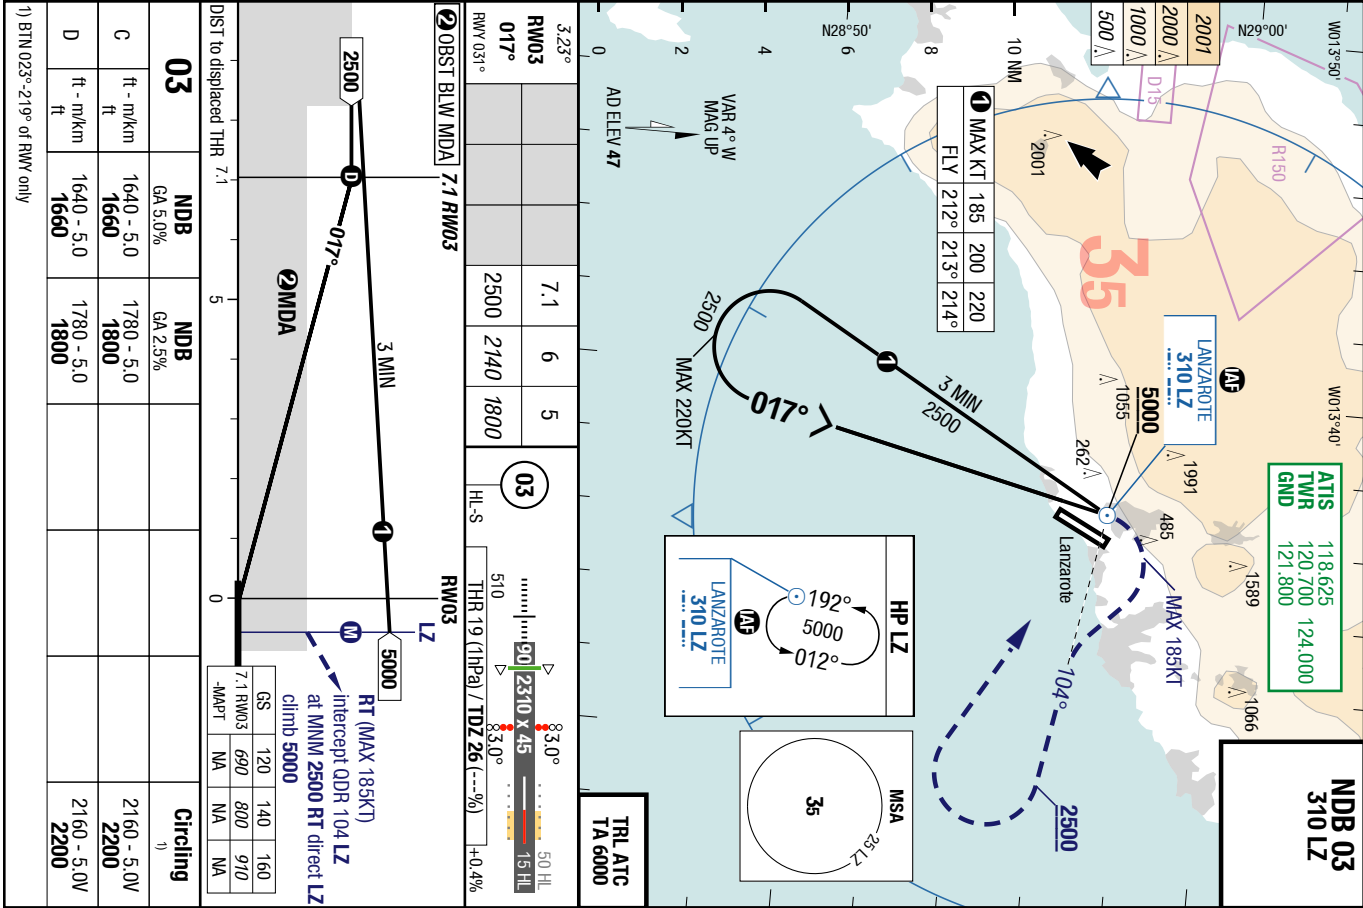 NDB 03
310 LZ
W013°50'
W013°40'
N29°00'
N28°50'
ATIS 118.625
TWR 120.700 124.000
GND 121.800
2001
2000
1000
500
D15
R150
2001
35
IAF
LANZAROTE
310 LZ
5000
1055
262
1991
485
1589
1066
Lanzarote
MAX 185KT
104°
2500
1 MAX KT 185 200 220
FLY 212° 213° 214°
1
3 MIN
2500
2500
MAX 220KT
017°
VAR 4° W
MAG UP
AD ELEV 47
0 2 4 6 8 10 NM
HP LZ
192°
5000
012°
IAF
LANZAROTE
310 LZ
MSA
35
25 LZ
TRL ATC
TA 6000
3.23°
RW03
017°
RWY 031°
7.1 6 5
2500 2140 1800
03
HL-S
510
90 2310 x 45 15 HL
50 HL
3.0°
3.0°
THR 19 (1hPa) / TDZ 26 (---%)
+0.4%
2 OBST BLW MDA
7.1 RW03
RW03
LZ
2500
D
017°
3 MIN
1
5000
M
2MDA
RT (MAX 185KT)
intercept QDR 104 LZ
at MNM 2500 RT direct LZ
climb 5000
GS 120 140 160
7.1 RW03 690 800 910
-MAPT NA NA NA
DIST to displaced THR 7.1 5 0
03
NDB
GA 5.0%
NDB
GA 2.5%
Circling 1)
C ft - m/km 1640 - 5.0 1780 - 5.0 2160 - 5.0V
ft 1660 1800 2200
D ft - m/km 1640 - 5.0 1780 - 5.0 2160 - 5.0V
ft 1660 1800 2200
1) BTN 023°-219° of RWY only